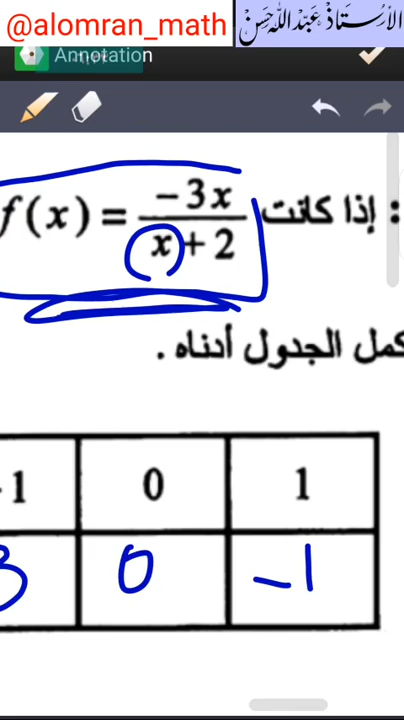 @alomran_math الأستاذ عبدالله حسن
Annotation
إذا كانت : f(x) = -3x / x + 2
كمل الجدول أدناه .
-1 0 1
3 0 -1